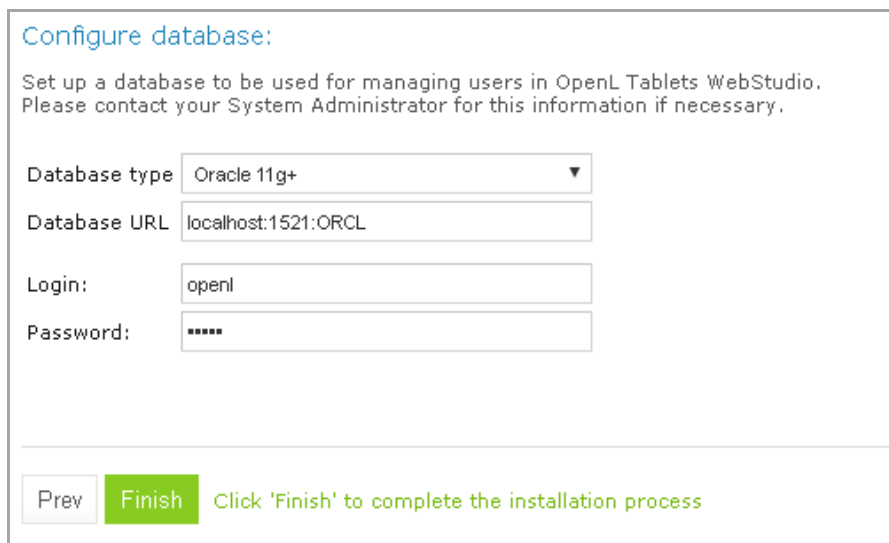 Configure database:
Set up a database to be used for managing users in OpenL Tablets WebStudio.
Please contact your System Administrator for this information if necessary.
Database type Oracle 11g+ ▼
Database URL localhost:1521:ORCL
Login: openl
Password: •••••
Prev Finish Click 'Finish' to complete the installation process